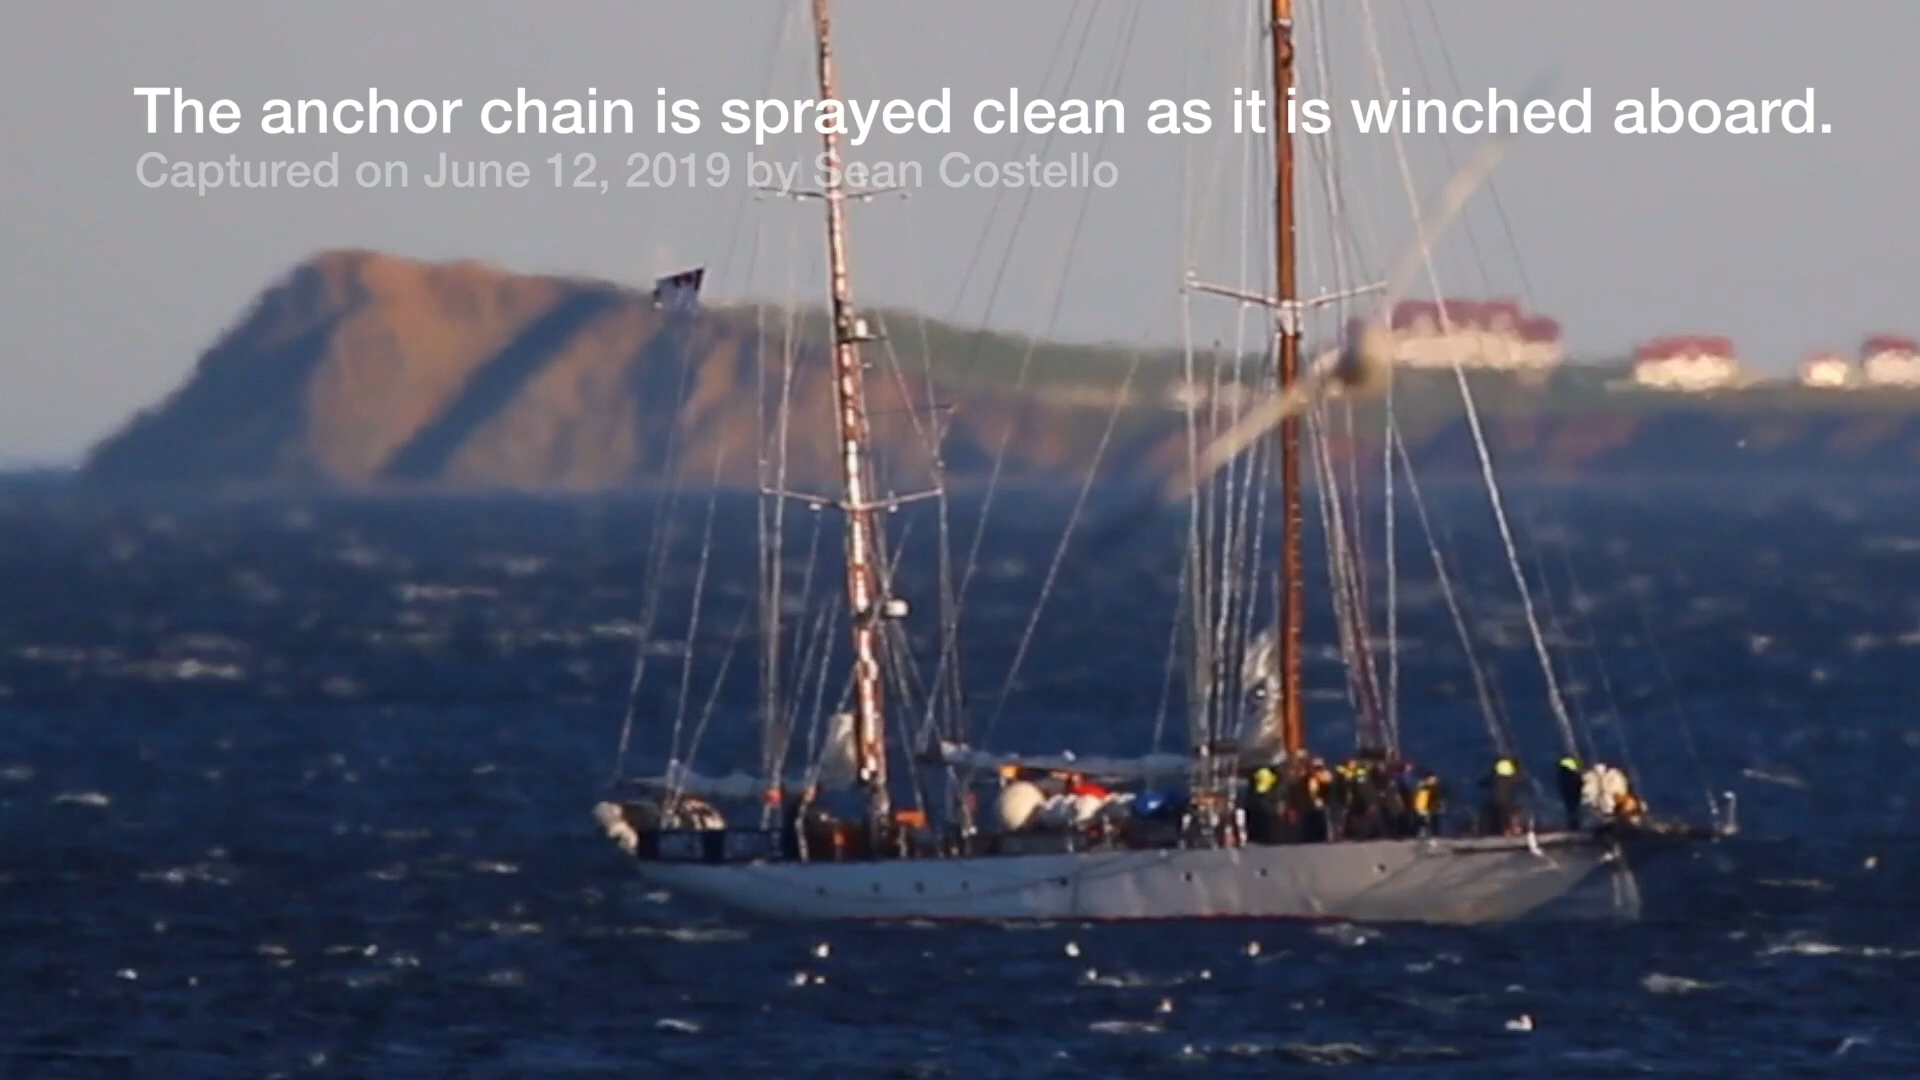 The anchor chain is sprayed clean as it is winched aboard.
Captured on June 12, 2019 by Sean Costello